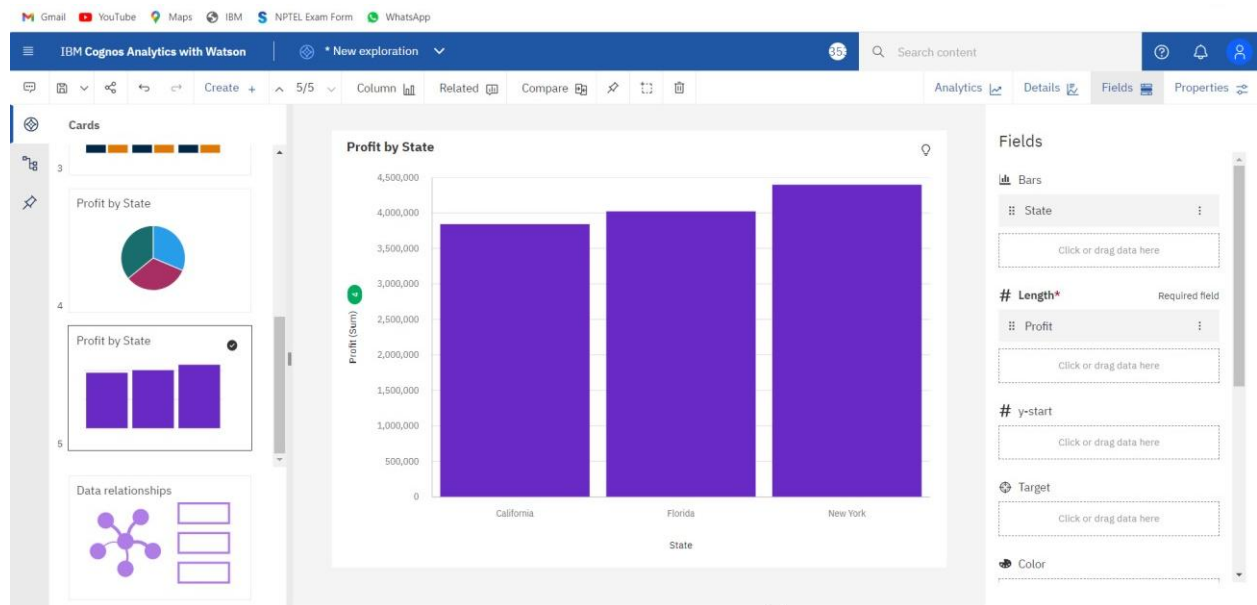 Gmail YouTube Maps IBM NPTEL Exam Form WhatsApp
IBM Cognos Analytics with Watson * New exploration Search content
Create + 5/5 Column Related Compare Analytics Details Fields Properties
Cards
3
Profit by State
4
Profit by State
5
Data relationships
Profit by State
4,500,000
4,000,000
3,500,000
3,000,000
2,500,000
2,000,000
1,500,000
1,000,000
500,000
0
Profit (Sum)
California Florida New York
State
Fields
Bars
State
Click or drag data here
# Length* Required field
Profit
Click or drag data here
# y-start
Click or drag data here
Target
Click or drag data here
Color